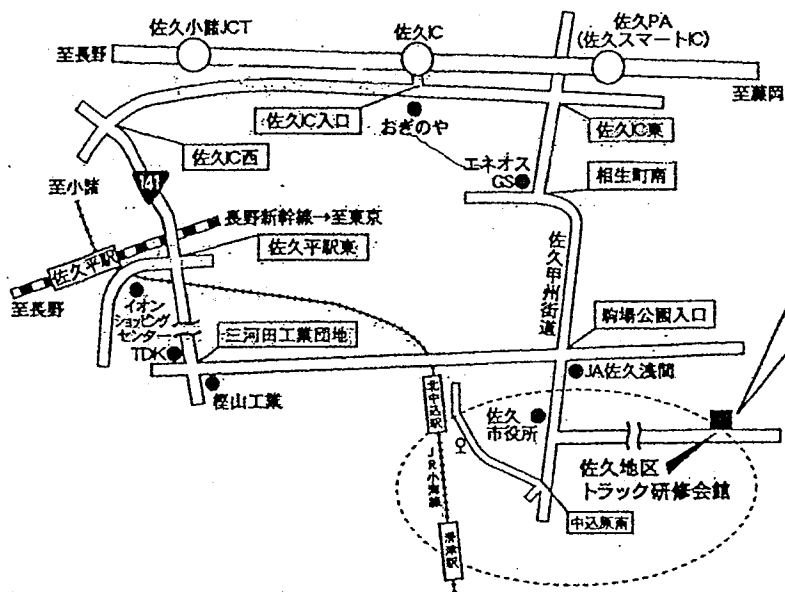 佐久小諸JCT
佐久IC
佐久PA
(佐久スマートIC)
至長野
至藤岡
佐久IC入口
おぎのや
佐久IC東
佐久IC西
エネオス
GS
相生町南
141
至小諸
長野新幹線→至東京
佐久平駅
佐久平駅東
佐久甲州街道
至長野
イオン
ショッピング
センター
TDK
三河田工業団地
駒場公園入口
樫山工業
JA佐久浅間
北中込駅
佐久
市役所
JR小海線
佐久地区
トラック研修会館
中込原南
滑津駅